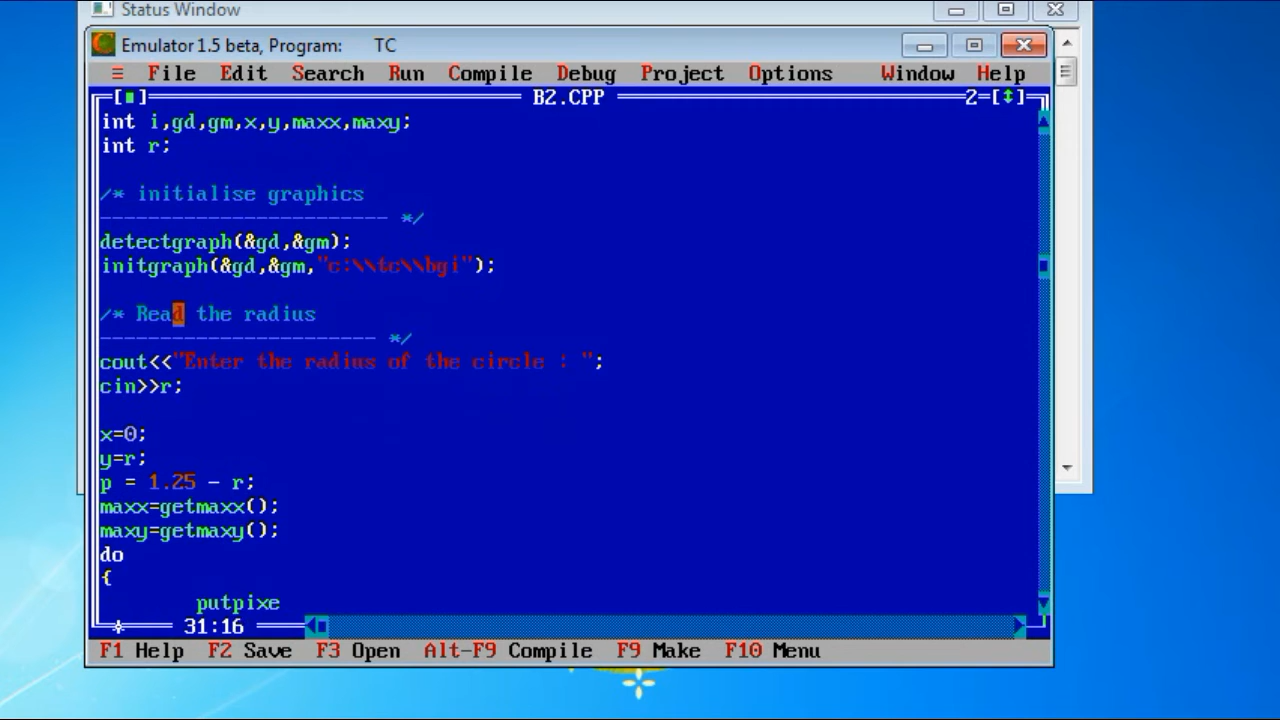 Status Window
Emulator 1.5 beta, Program: TC
≡ File Edit Search Run Compile Debug Project Options Window Help
[■] B2.CPP 2=[↕]
int i,gd,gm,x,y,maxx,maxy;
int r;
/* initialise graphics
------------------------ */
detectgraph(&gd,&gm);
initgraph(&gd,&gm,"c:\\tc\\bgi");
/* Read the radius
----------------------- */
cout<<"Enter the radius of the circle : ";
cin>>r;
x=0;
y=r;
p = 1.25 - r;
maxx=getmaxx();
maxy=getmaxy();
do
{
putpixe
31:16
F1 Help F2 Save F3 Open Alt-F9 Compile F9 Make F10 Menu